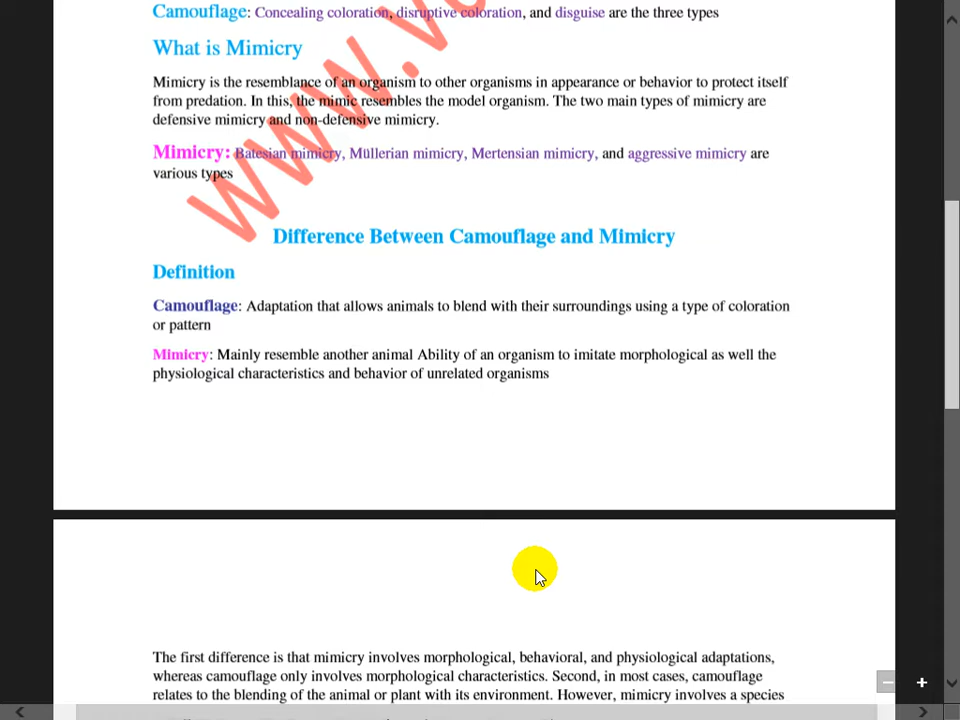 Camouflage: Concealing coloration, disruptive coloration, and disguise are the three types
What is Mimicry
Mimicry is the resemblance of an organism to other organisms in appearance or behavior to protect itself
from predation. In this, the mimic resembles the model organism. The two main types of mimicry are
defensive mimicry and non-defensive mimicry.
Mimicry: Batesian mimicry, Müllerian mimicry, Mertensian mimicry, and aggressive mimicry are
various types
www.v
Difference Between Camouflage and Mimicry
Definition
Camouflage: Adaptation that allows animals to blend with their surroundings using a type of coloration
or pattern
Mimicry: Mainly resemble another animal Ability of an organism to imitate morphological as well the
physiological characteristics and behavior of unrelated organisms
The first difference is that mimicry involves morphological, behavioral, and physiological adaptations,
whereas camouflage only involves morphological characteristics. Second, in most cases, camouflage
relates to the blending of the animal or plant with its environment. However, mimicry involves a species